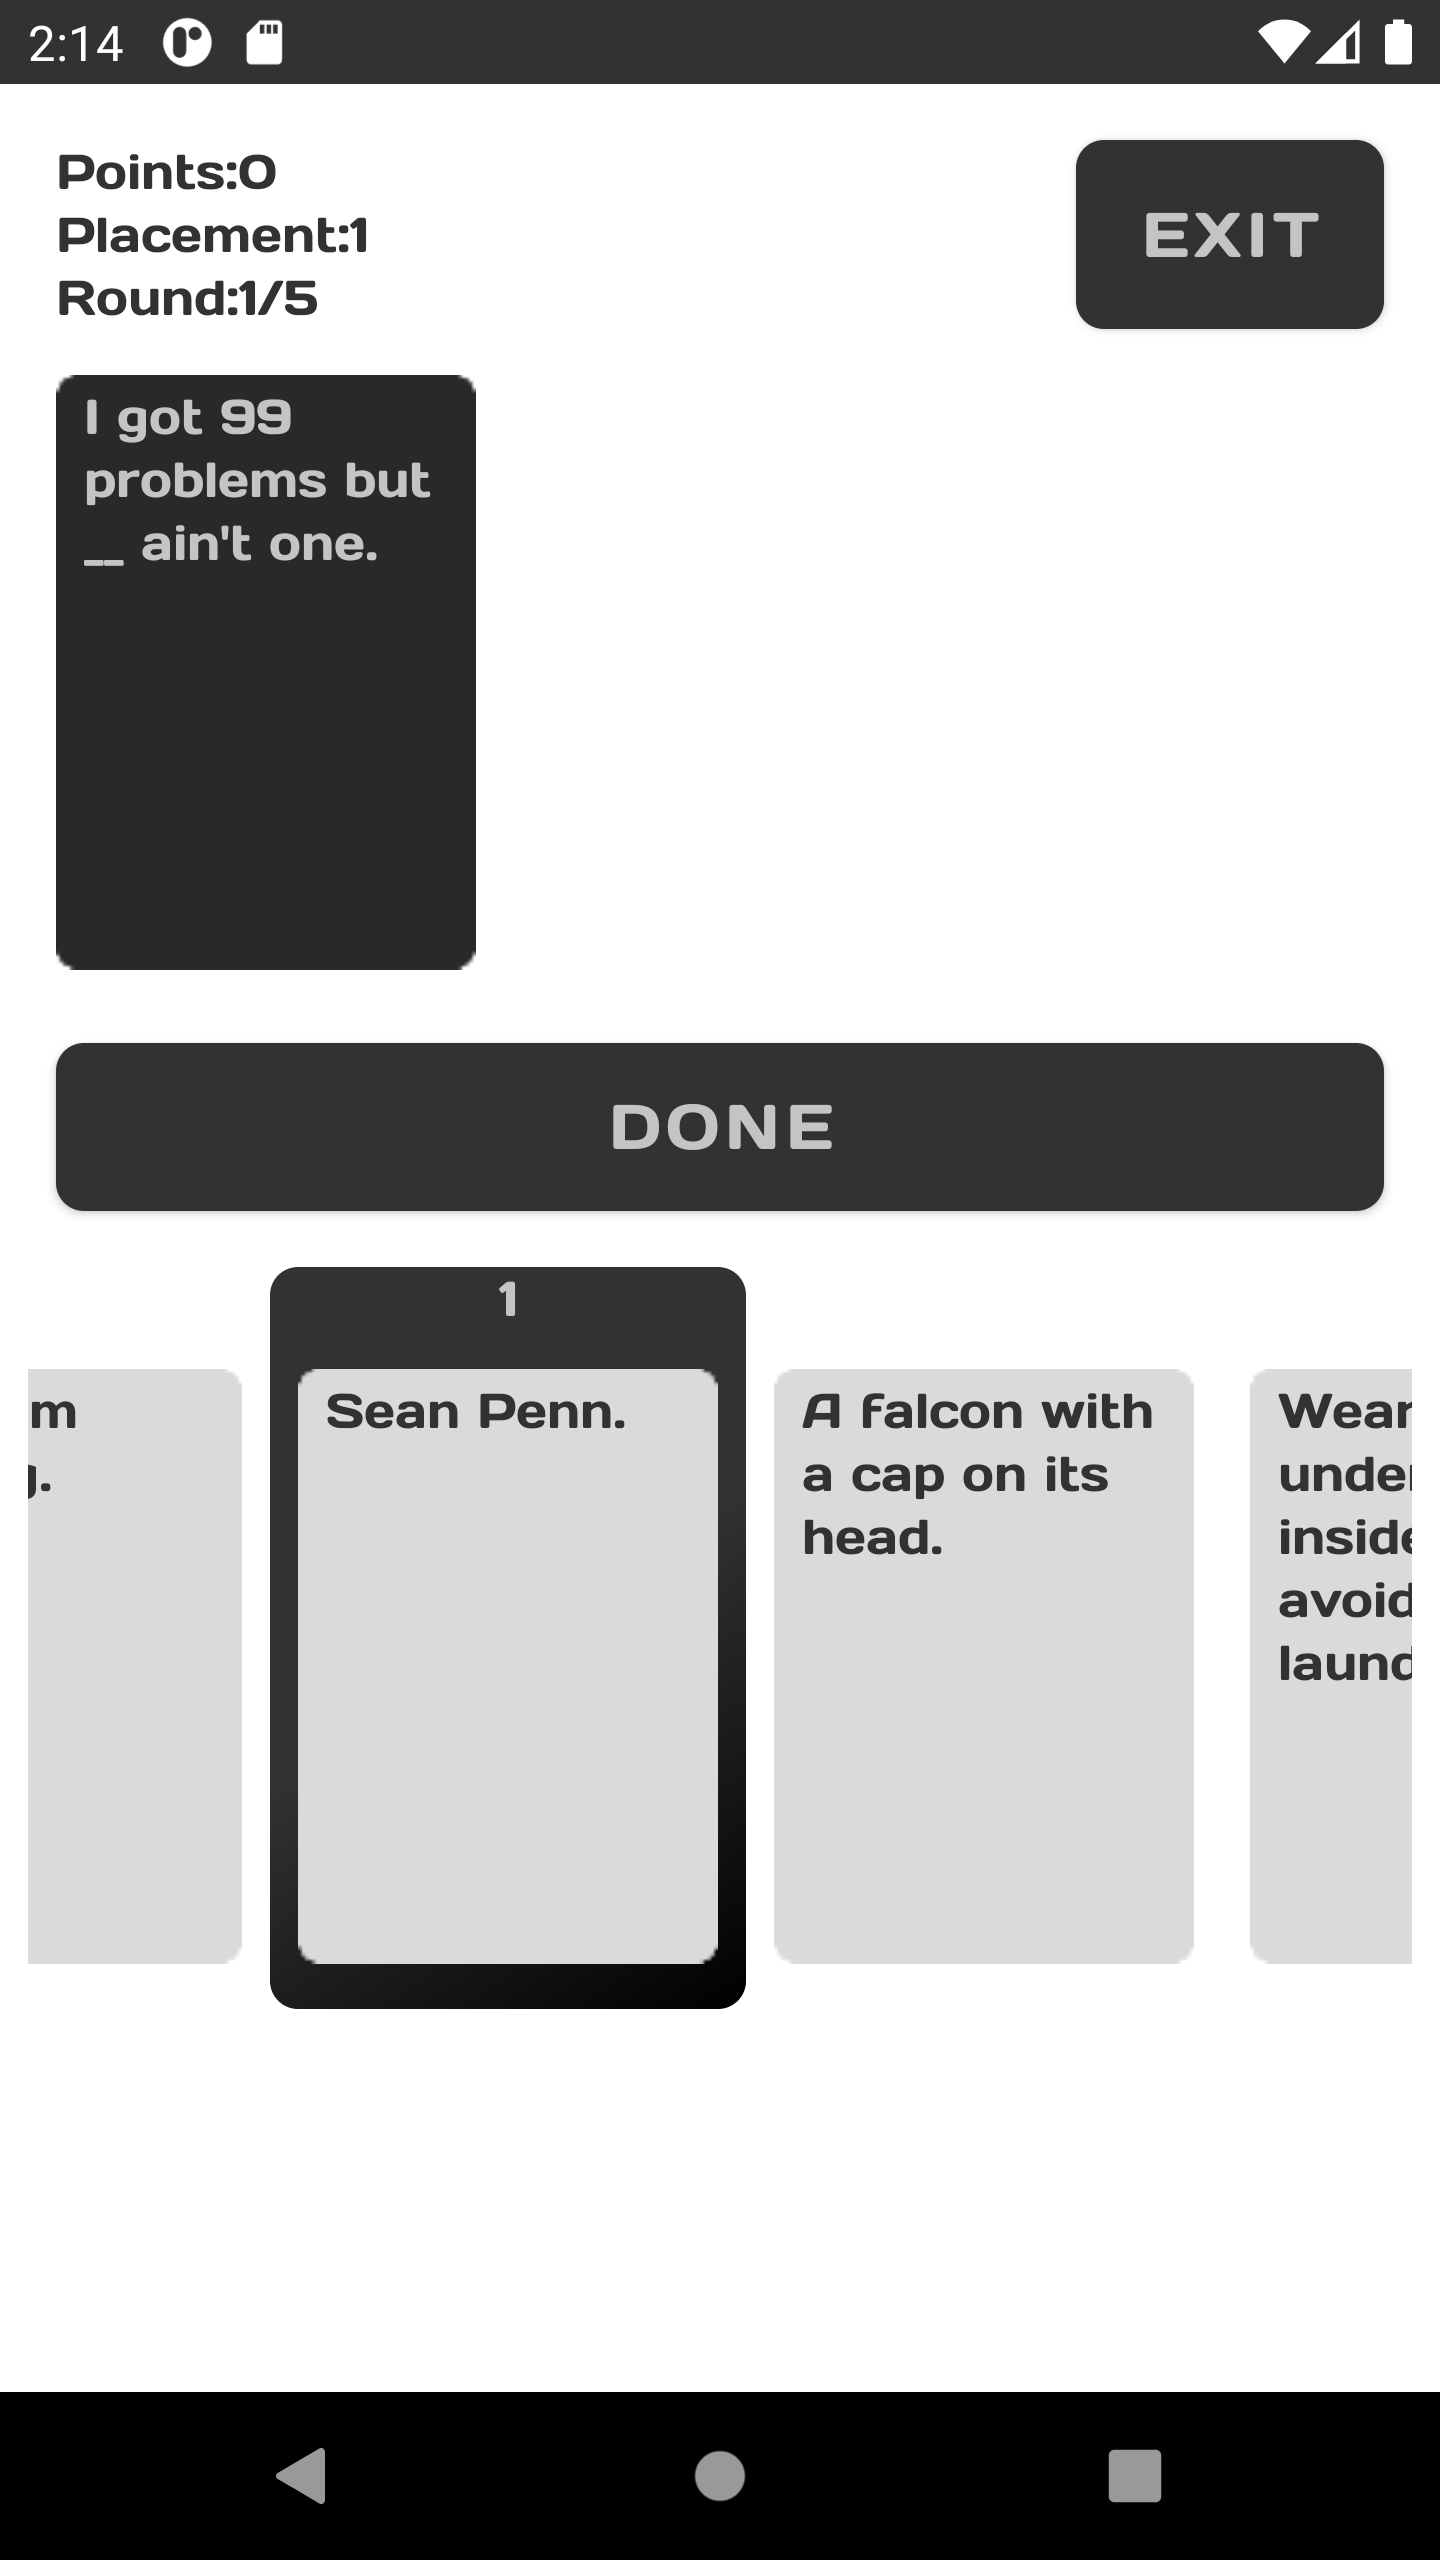 2:14
Points:0
Placement:1
Round:1/5
EXIT
I got 99
problems but
__ ain't one.
DONE
1
Sean Penn.
A falcon with
a cap on its
head.
avoid